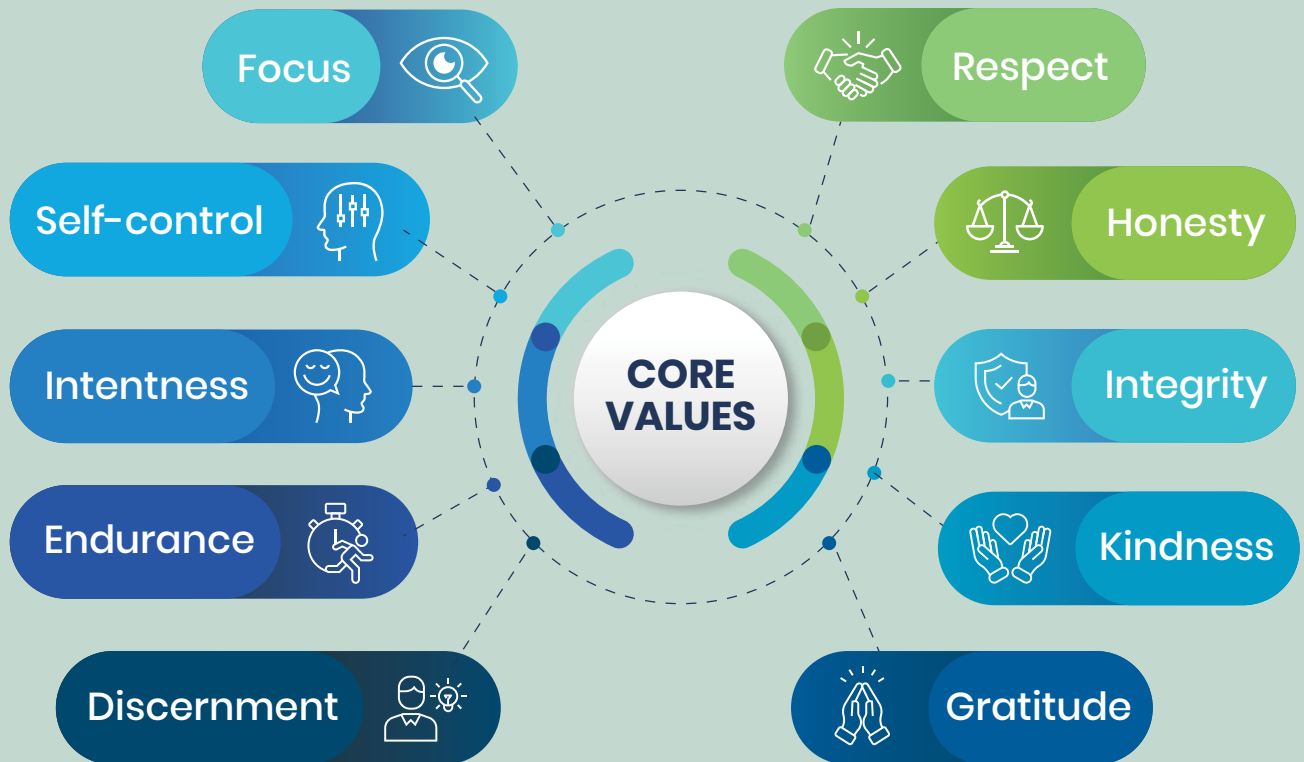 Focus
Self-control
Intentness
Endurance
Discernment
CORE
VALUES
Respect
Honesty
Integrity
Kindness
Gratitude